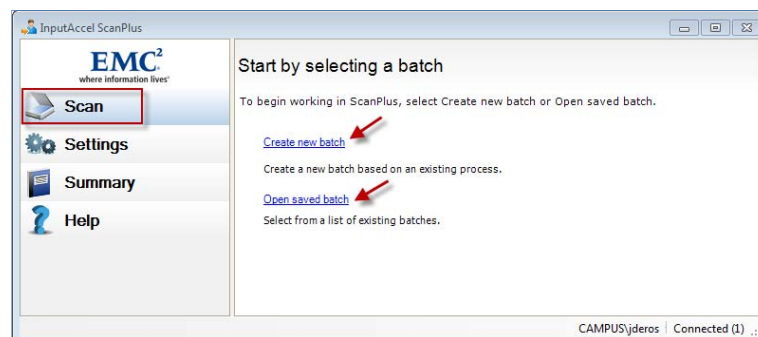 InputAccel ScanPlus
EMC²
where information lives®
Scan
Settings
Summary
Help
Start by selecting a batch
To begin working in ScanPlus, select Create new batch or Open saved batch.
Create new batch
Create a new batch based on an existing process.
Open saved batch
Select from a list of existing batches.
CAMPUS\jderos
Connected (1)